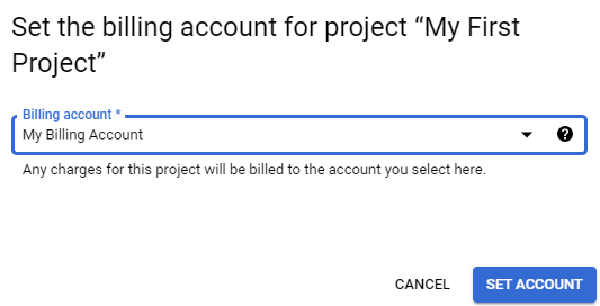 Set the billing account for project “My First
Project”
Billing account *
My Billing Account
?
Any charges for this project will be billed to the account you select here.
CANCEL
SET ACCOUNT